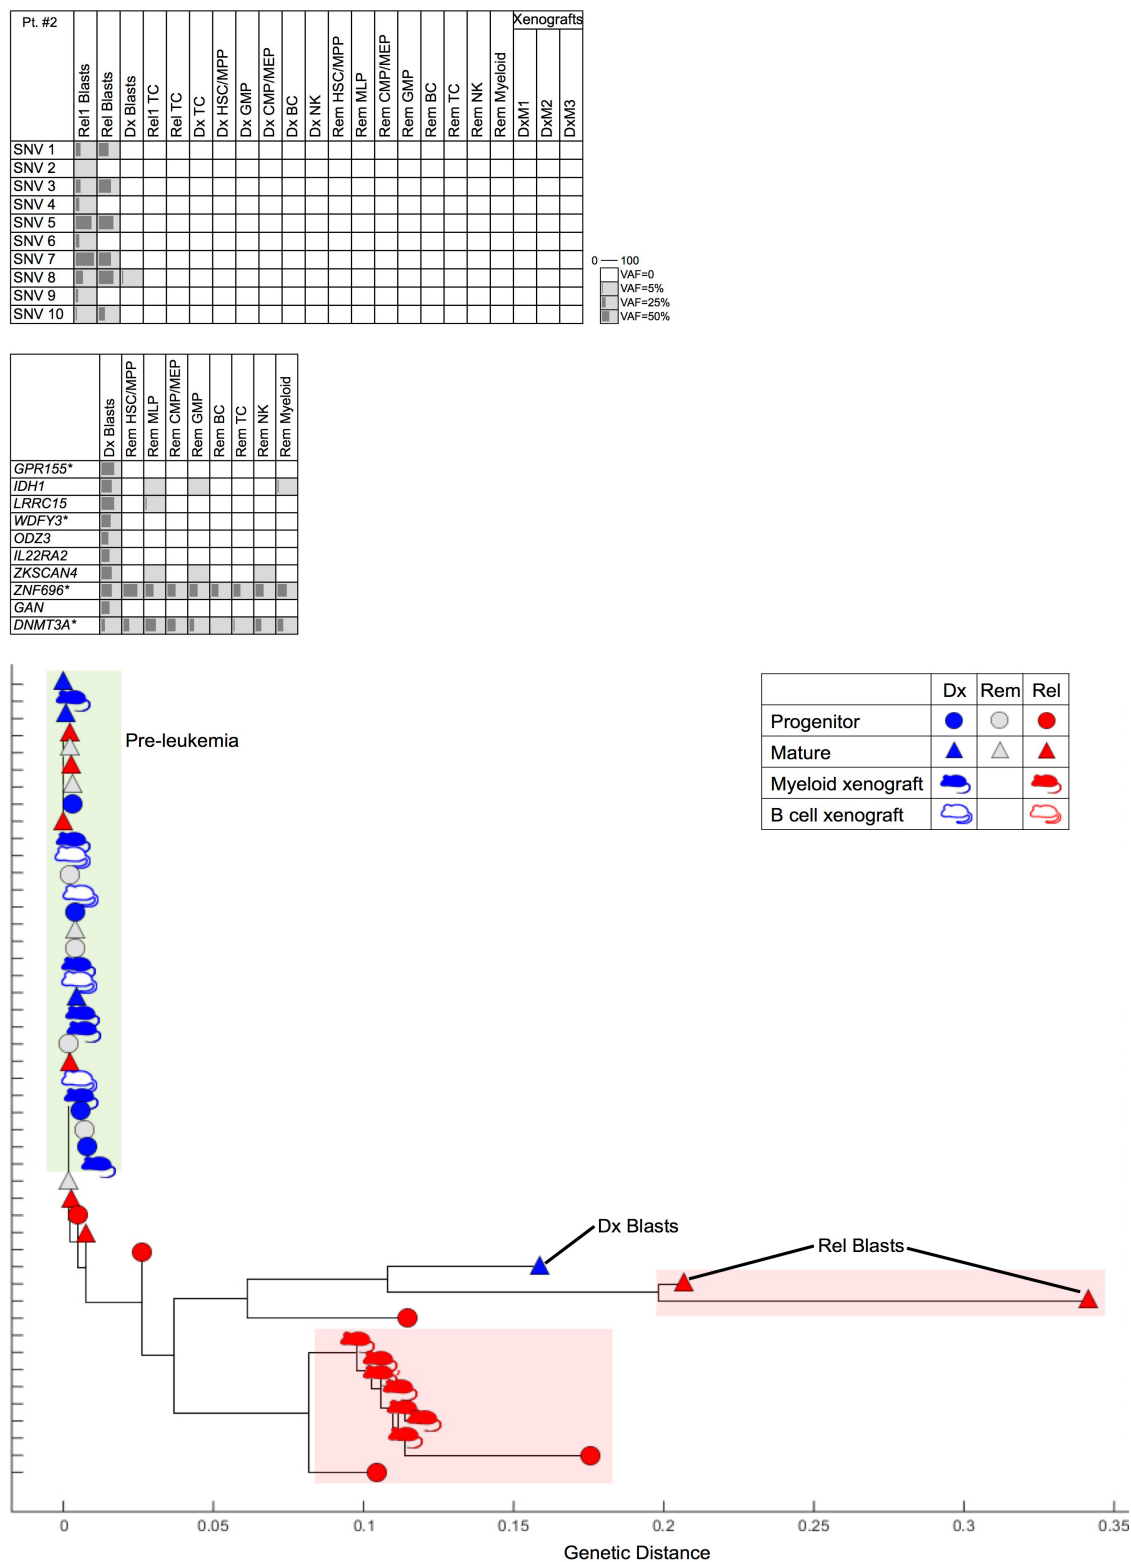 Pt. #2
Xenografts
Rel1 Blasts
Rel Blasts
Dx Blasts
Rel1 TC
Rel TC
Dx TC
Dx HSC/MPP
Dx GMP
Dx CMP/MEP
Dx BC
Dx NK
Rem HSC/MPP
Rem MLP
Rem CMP/MEP
Rem GMP
Rem BC
Rem TC
Rem NK
Rem Myeloid
DxM1
DxM2
DxM3
SNV 1
SNV 2
SNV 3
SNV 4
SNV 5
SNV 6
SNV 7
SNV 8
SNV 9
SNV 10
0 — 100
VAF=0
VAF=5%
VAF=25%
VAF=50%
Dx Blasts
Rem HSC/MPP
Rem MLP
Rem CMP/MEP
Rem GMP
Rem BC
Rem TC
Rem NK
Rem Myeloid
GPR155*
IDH1
LRRC15
WDFY3*
ODZ3
IL22RA2
ZKSCAN4
ZNF696*
GAN
DNMT3A*
Pre-leukemia
Dx Rem Rel
Progenitor
Mature
Myeloid xenograft
B cell xenograft
Dx Blasts
Rel Blasts
0 0.05 0.1 0.15 0.2 0.25 0.3 0.35
Genetic Distance